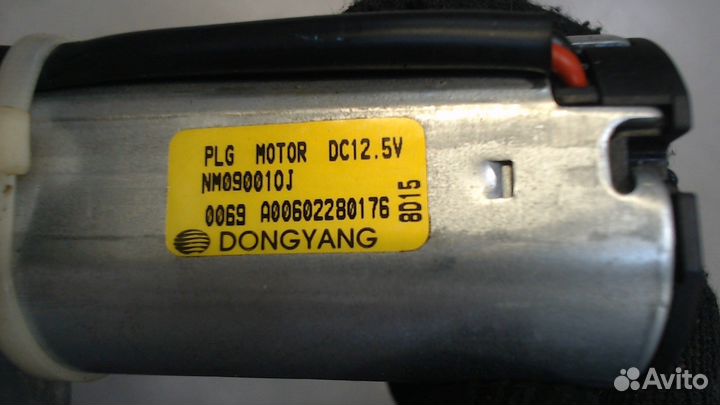 PLG MOTOR DC12.5V
NM090010J
0069 A00602280176
8D15
DONGYANG
Avito